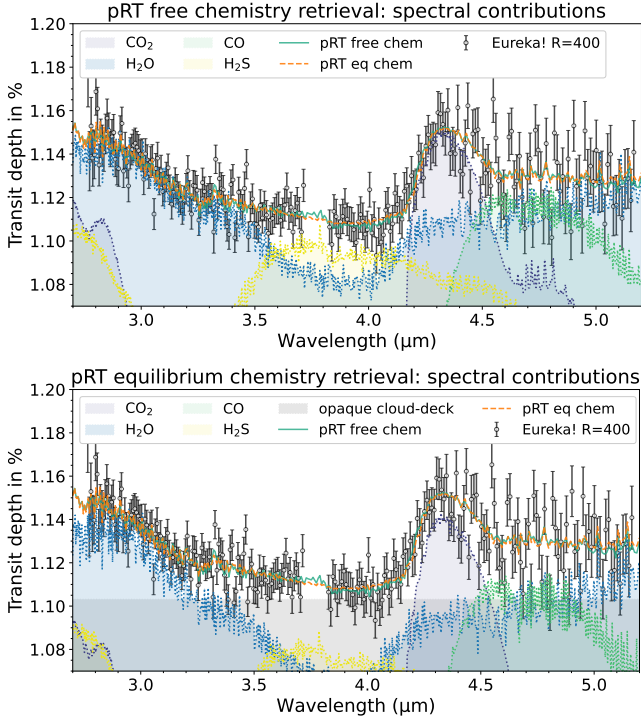 pRT free chemistry retrieval: spectral contributions
1.20
1.18
1.16
1.14
1.12
1.10
1.08
Transit depth in %
CO₂
H₂O
CO
H₂S
pRT free chem
pRT eq chem
Eureka! R=400
3.0 3.5 4.0 4.5 5.0
Wavelength (μm)
pRT equilibrium chemistry retrieval: spectral contributions
1.20
1.18
1.16
1.14
1.12
1.10
1.08
Transit depth in %
CO₂
H₂O
CO
H₂S
opaque cloud-deck
pRT free chem
pRT eq chem
Eureka! R=400
3.0 3.5 4.0 4.5 5.0
Wavelength (μm)